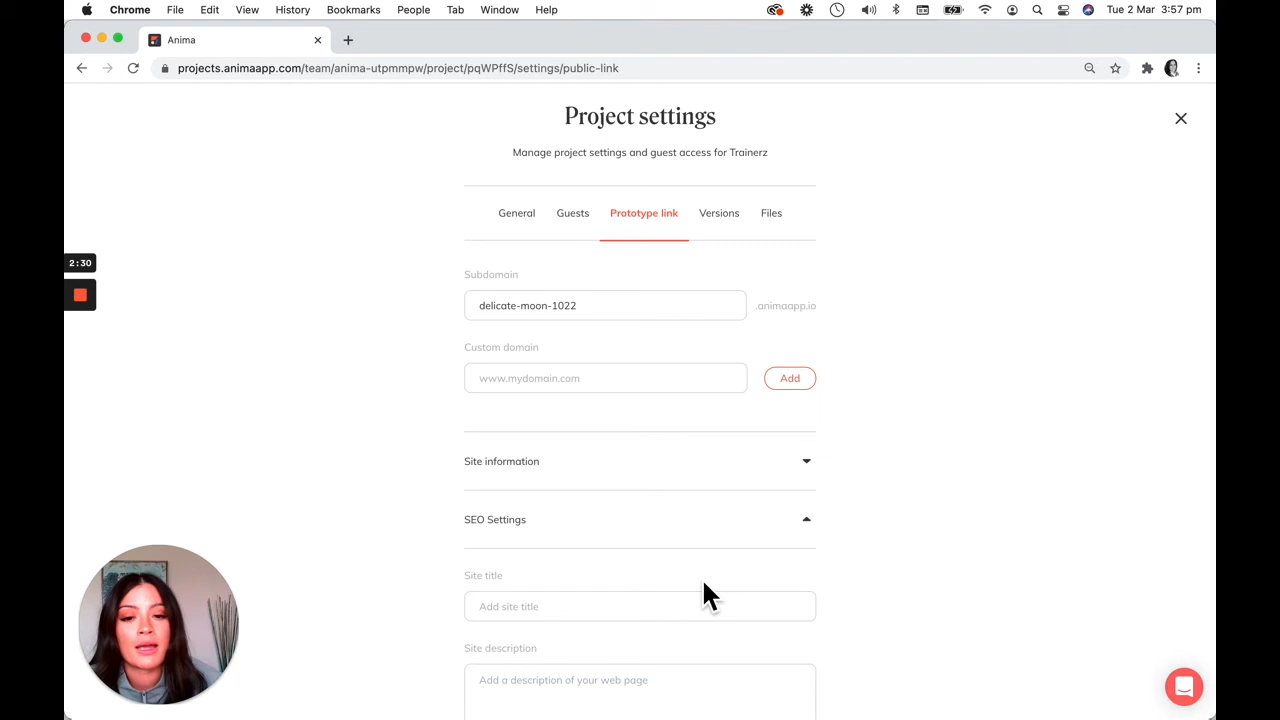 Chrome File Edit View History Bookmarks People Tab Window Help Tue 2 Mar 3:57 pm
Anima
projects.animaapp.com/team/anima-utpmmpw/project/pqWPffS/settings/public-link
Project settings
Manage project settings and guest access for Trainerz
General Guests Prototype link Versions Files
2:30
Subdomain
delicate-moon-1022 .animaapp.io
Custom domain
www.mydomain.com Add
Site information
SEO Settings
Site title
Add site title
Site description
Add a description of your web page